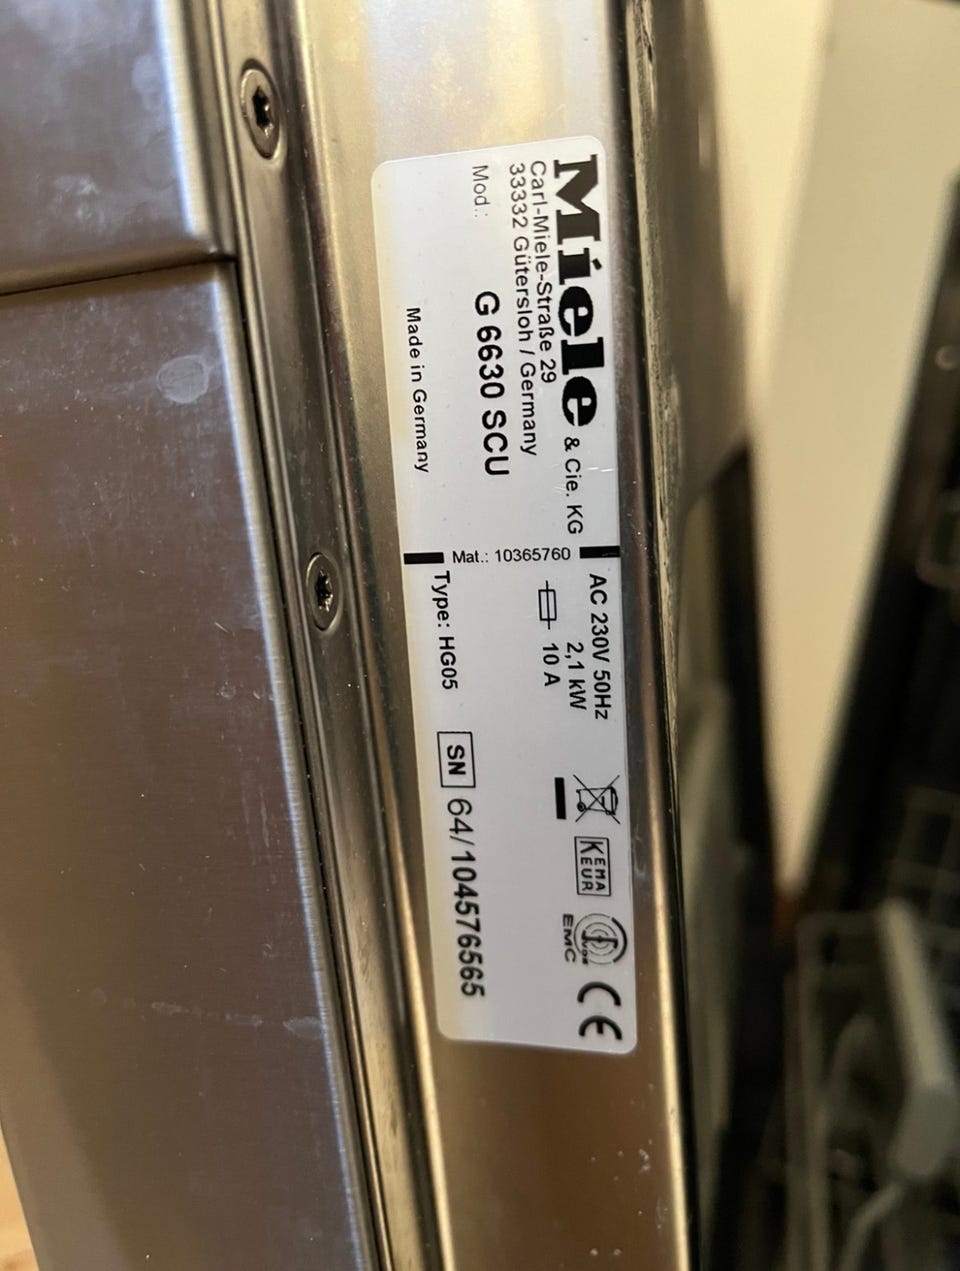 Miele & Cie. KG
Carl-Miele-Straße 29
33332 Gütersloh / Germany
Mod.: G 6630 SCU
Made in Germany
Mat.: 10365760
AC 230V 50Hz
2,1 kW
10 A
Type: HG05
SN 64/104576565
KEMA
KEUR
EMC
CE